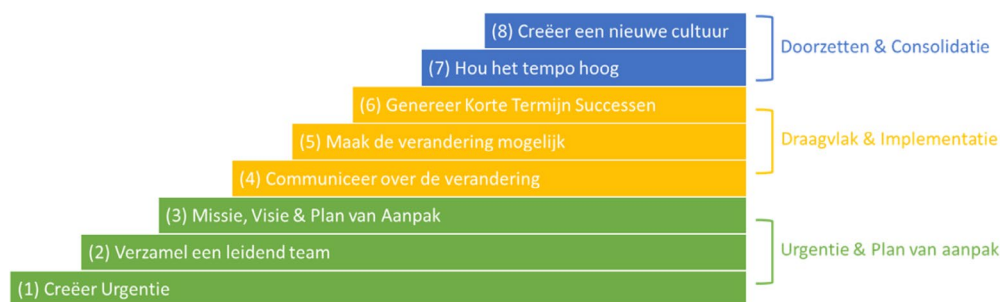 (8) Creëer een nieuwe cultuur
(7) Hou het tempo hoog
Doorzetten & Consolidatie
(6) Genereer Korte Termijn Successen
(5) Maak de verandering mogelijk
(4) Communiceer over de verandering
Draagvlak & Implementatie
(3) Missie, Visie & Plan van Aanpak
(2) Verzamel een leidend team
(1) Creëer Urgentie
Urgentie & Plan van aanpak